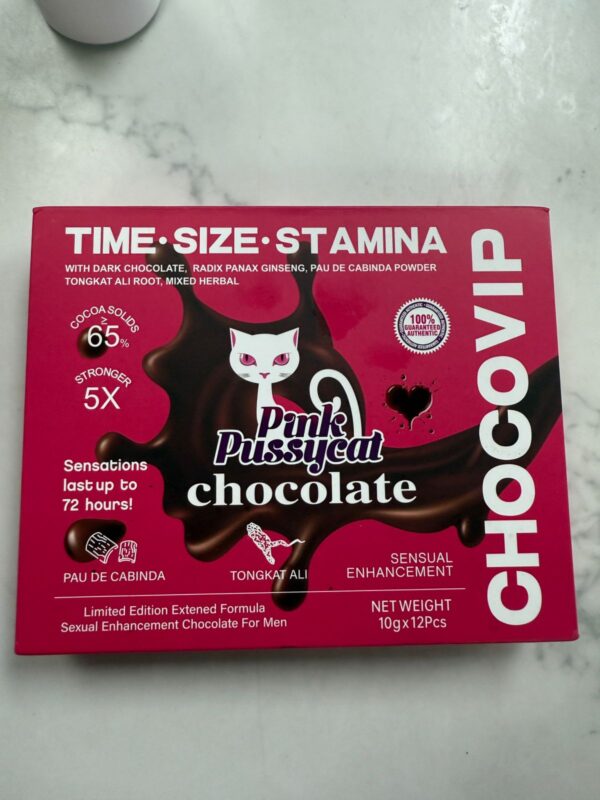 TIME·SIZE·STAMINA
WITH DARK CHOCOLATE, RADIX PANAX GINSENG, PAU DE CABINDA POWDER
TONGKAT ALI ROOT, MIXED HERBAL
COCOA SOLIDS
≥
65%
STRONGER
5X
100%
GUARANTEED
AUTHENTIC
Pink
Pussycat
chocolate
Sensations
last up to
72 hours!
PAU DE CABINDA
TONGKAT ALI
SENSUAL
ENHANCEMENT
Limited Edition Extened Formula
Sexual Enhancement Chocolate For Men
NET WEIGHT
10g x 12Pcs
CHOCOVIP